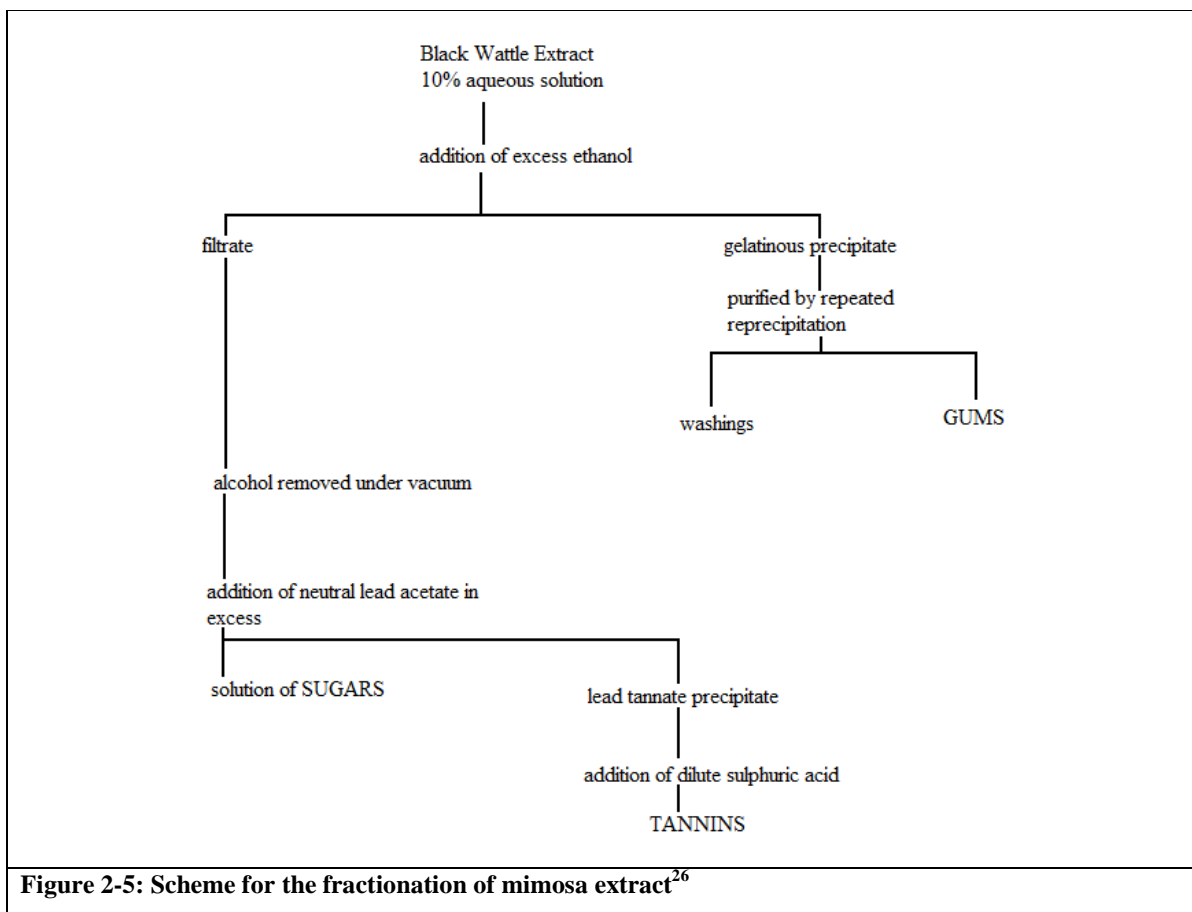 Black Wattle Extract
10% aqueous solution
addition of excess ethanol
filtrate
gelatinous precipitate
purified by repeated
reprecipitation
washings
GUMS
alcohol removed under vacuum
addition of neutral lead acetate in
excess
solution of SUGARS
lead tannate precipitate
addition of dilute sulphuric acid
TANNINS
Figure 2-5: Scheme for the fractionation of mimosa extract26